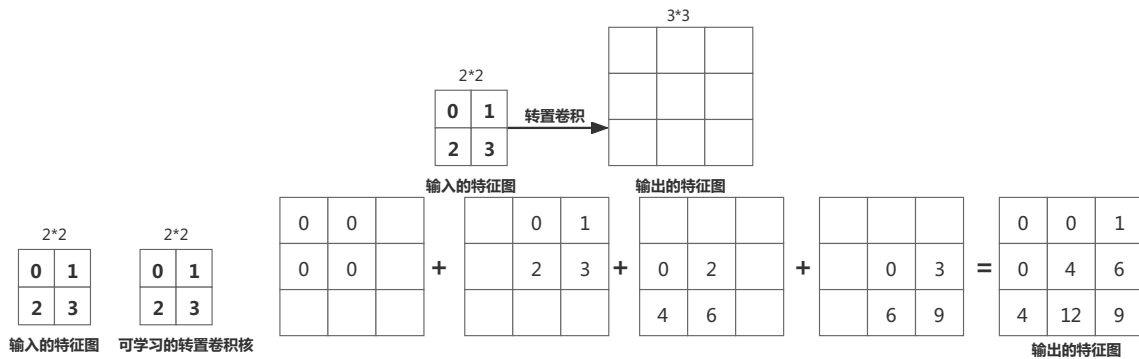 3*3
2*2
0 1
转置卷积
2 3
输入的特征图 输出的特征图
0 0 0 1 0 0 1
2*2 2*2
0 1 0 1 0 0 + 2 3 + 0 2 + 0 3 = 0 4 6
2 3 2 3 4 6 6 9 4 12 9
输入的特征图 可学习的转置卷积核
输出的特征图